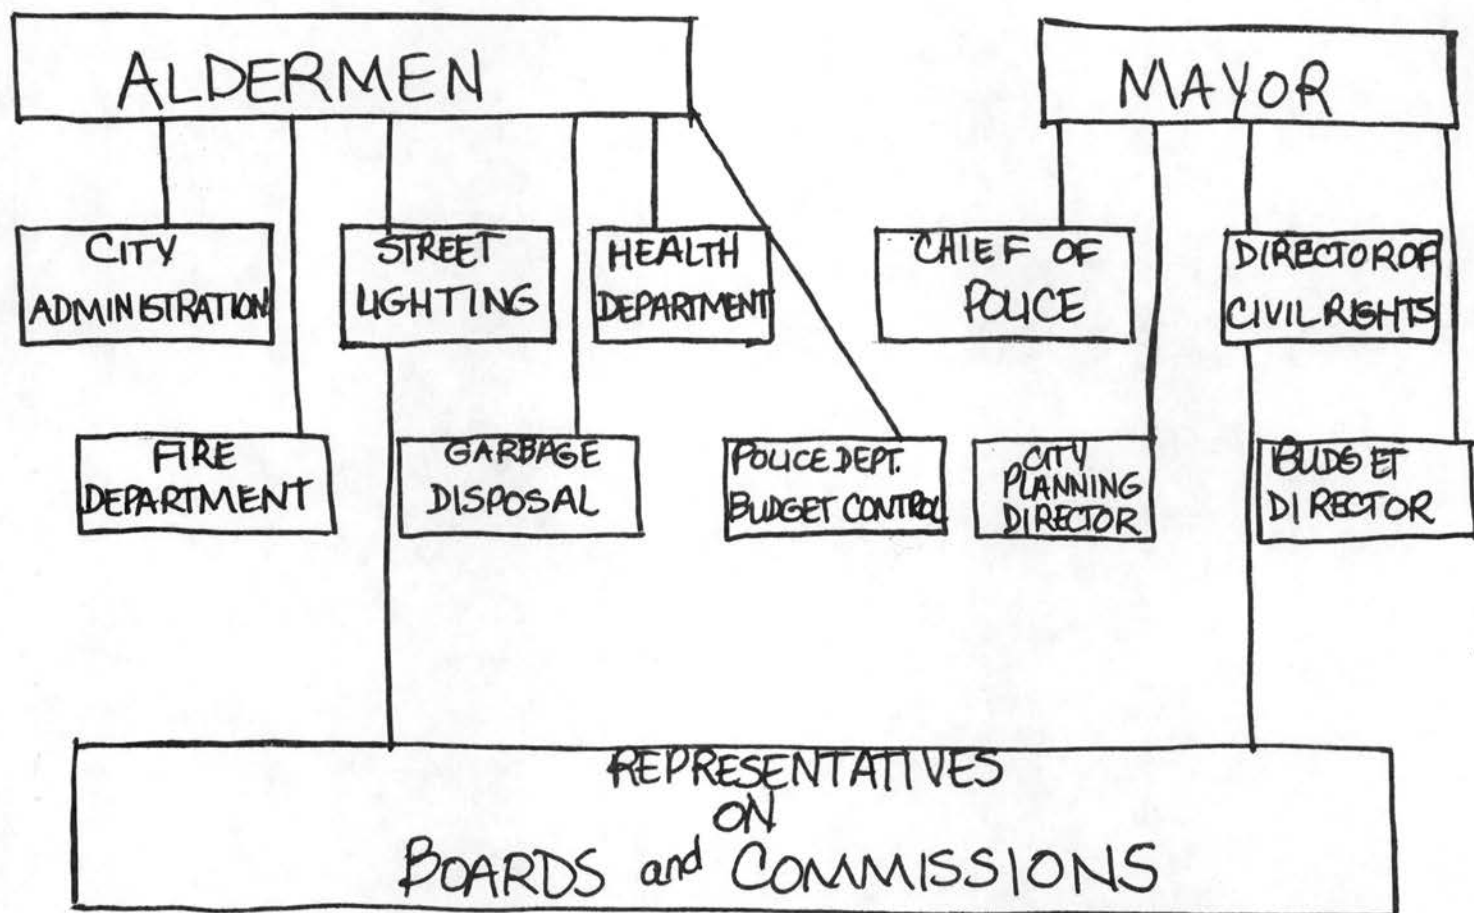 ALDERMEN
MAYOR
CITY
ADMINISTRATION
STREET
LIGHTING
HEALTH
DEPARTMENT
CHIEF OF
POLICE
DIRECTOR OF
CIVIL RIGHTS
FIRE
DEPARTMENT
GARBAGE
DISPOSAL
POLICE DEPT.
BUDGET CONTROL
CITY
PLANNING
DIRECTOR
BUDGET
DIRECTOR
REPRESENTATIVES
ON
BOARDS and COMMISSIONS